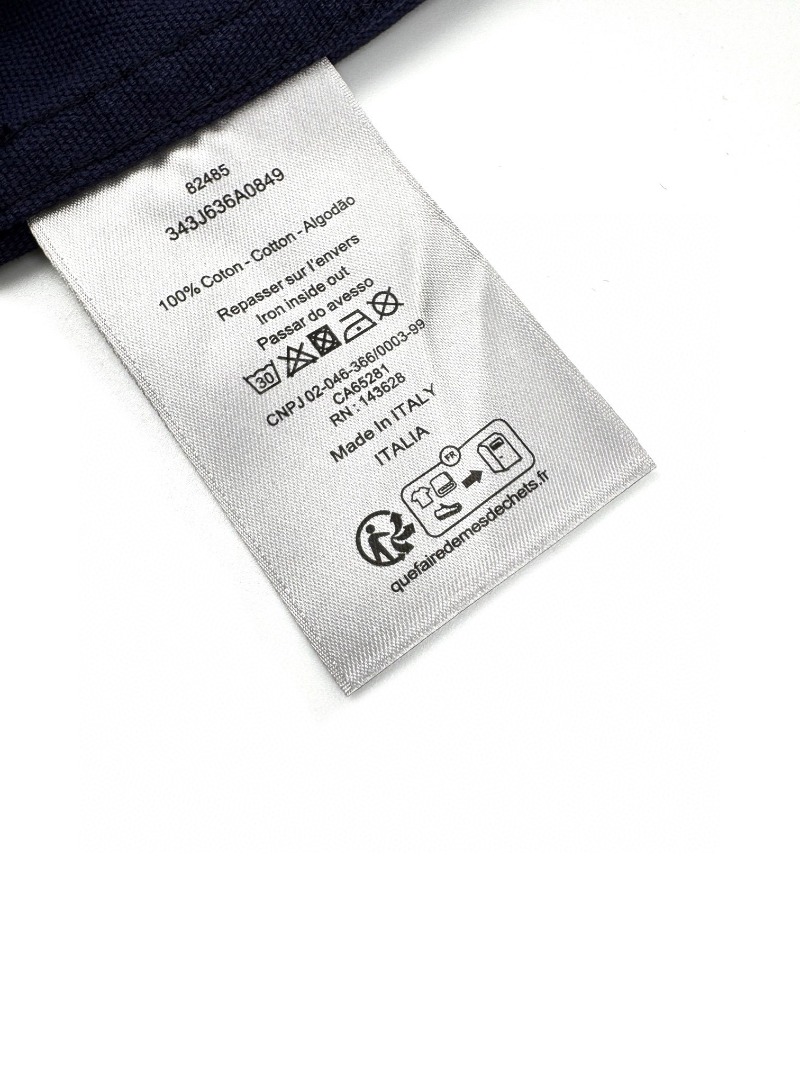 82485
343J636A0849
100% Coton - Cotton - Algodão
Repasser sur l'envers
Iron inside out
Passar do avesso
30
CNPJ 02-046-366/0003-99
CA65281
RN : 143628
Made In ITALY
ITALIA
FR
quefairedemesdechets.fr